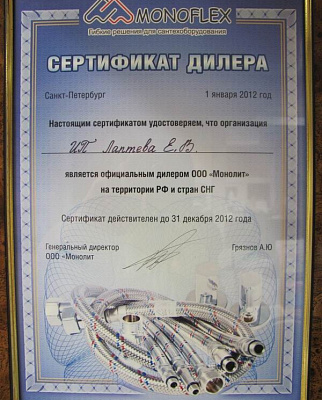 MONOFLEX
Гибкие решения для сантехоборудования
СЕРТИФИКАТ ДИЛЕРА
Санкт-Петербург 1 января 2012 год
Настоящим сертификатом удостоверяем, что организация
ИП Лаптева Е.В.
является официальным дилером ООО «Монолит»
на территории РФ и стран СНГ
Сертификат действителен до 31 декабря 2012 года
Генеральный директор Грязнов А.Ю
ООО «Монолит